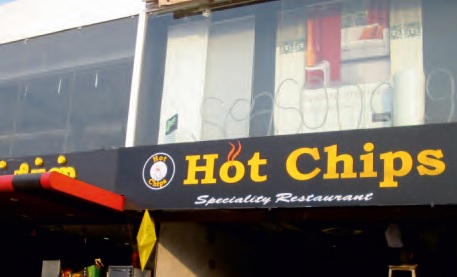 Hot
Chips
Hot Chips
Speciality Restaurant